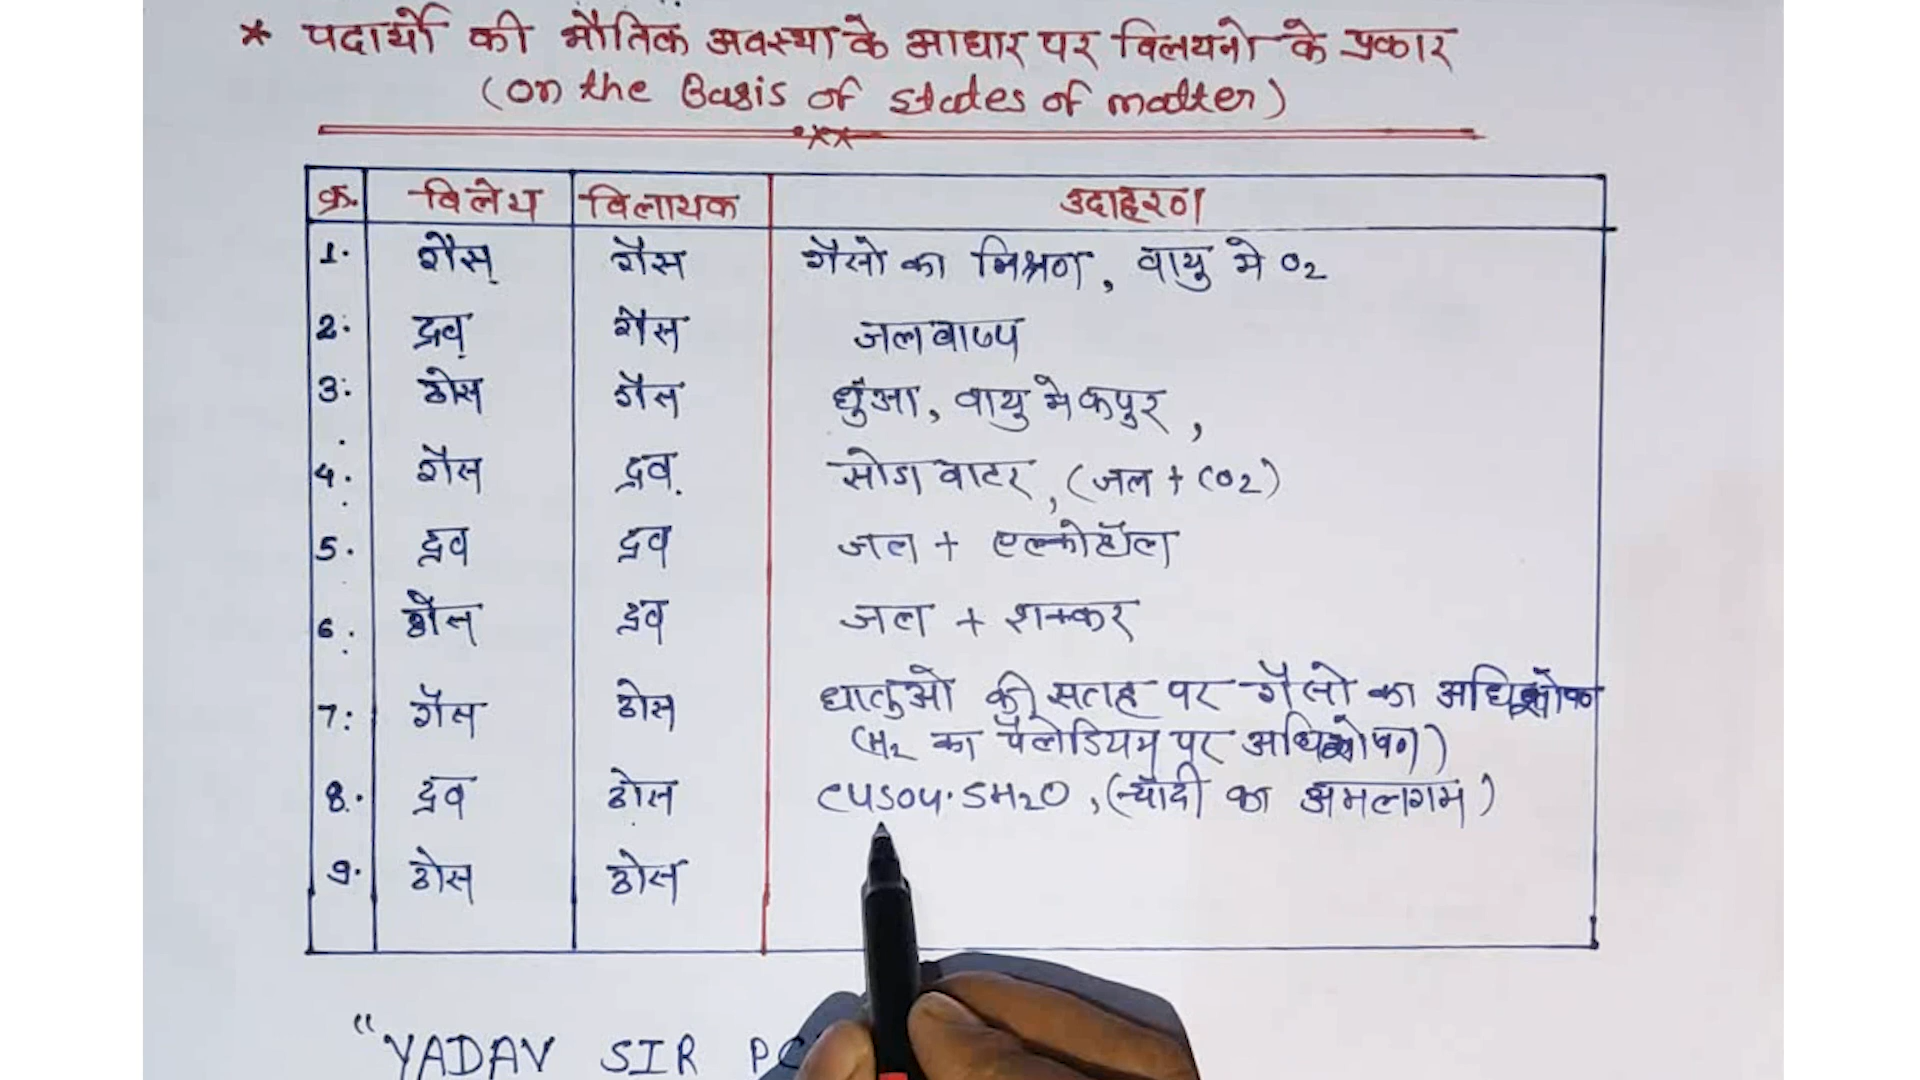 * पदार्थो की भौतिक अवस्था के आधार पर विलयनो के प्रकार
(on the Basis of states of matter)
क्र. विलेय विलायक उदाहरण
1. गैस गैस गैसो का मिश्रण, वायु मे O2
2. द्रव गैस जलवाष्प
3. ठोस गैस धुँआ, वायु मे कपुर,
4. गैस द्रव सोडा वाटर, (जल + CO2)
5. द्रव द्रव जल + एल्कोहॉल
6. ठोस द्रव जल + शक्कर
7. गैस ठोस धातुओ की सतह पर गैसो का अधिशोषण
(H2 का पैलेडियम पर अधिशोषण)
8. द्रव ठोस CuSO4.5H2O, (चाँदी का अमलगम)
9. ठोस ठोस
"YADAV SIR